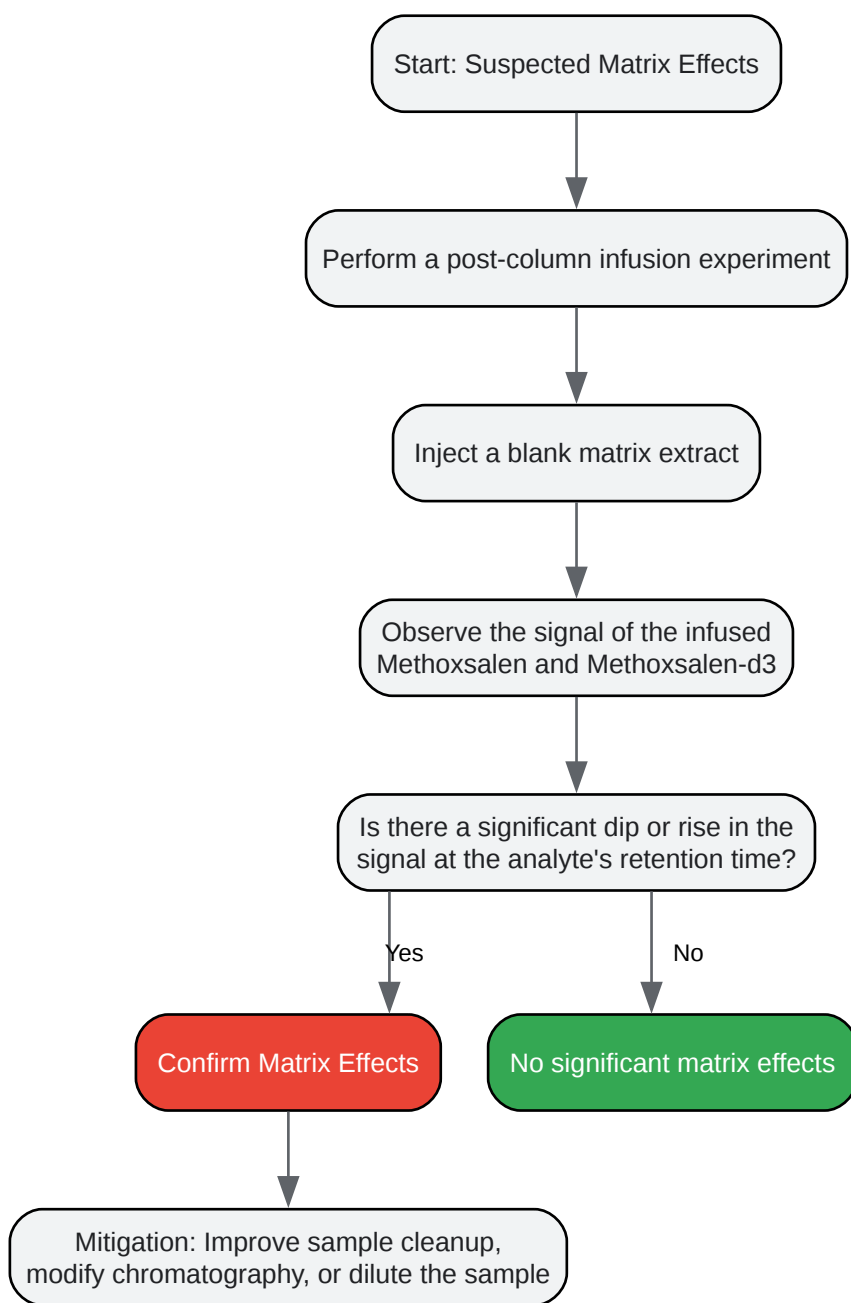 Start: Suspected Matrix Effects
Perform a post-column infusion experiment
Inject a blank matrix extract
Observe the signal of the infused
Methoxsalen and Methoxsalen-d3
Is there a significant dip or rise in the
signal at the analyte's retention time?
Yes
No
Confirm Matrix Effects
No significant matrix effects
Mitigation: Improve sample cleanup,
modify chromatography, or dilute the sample